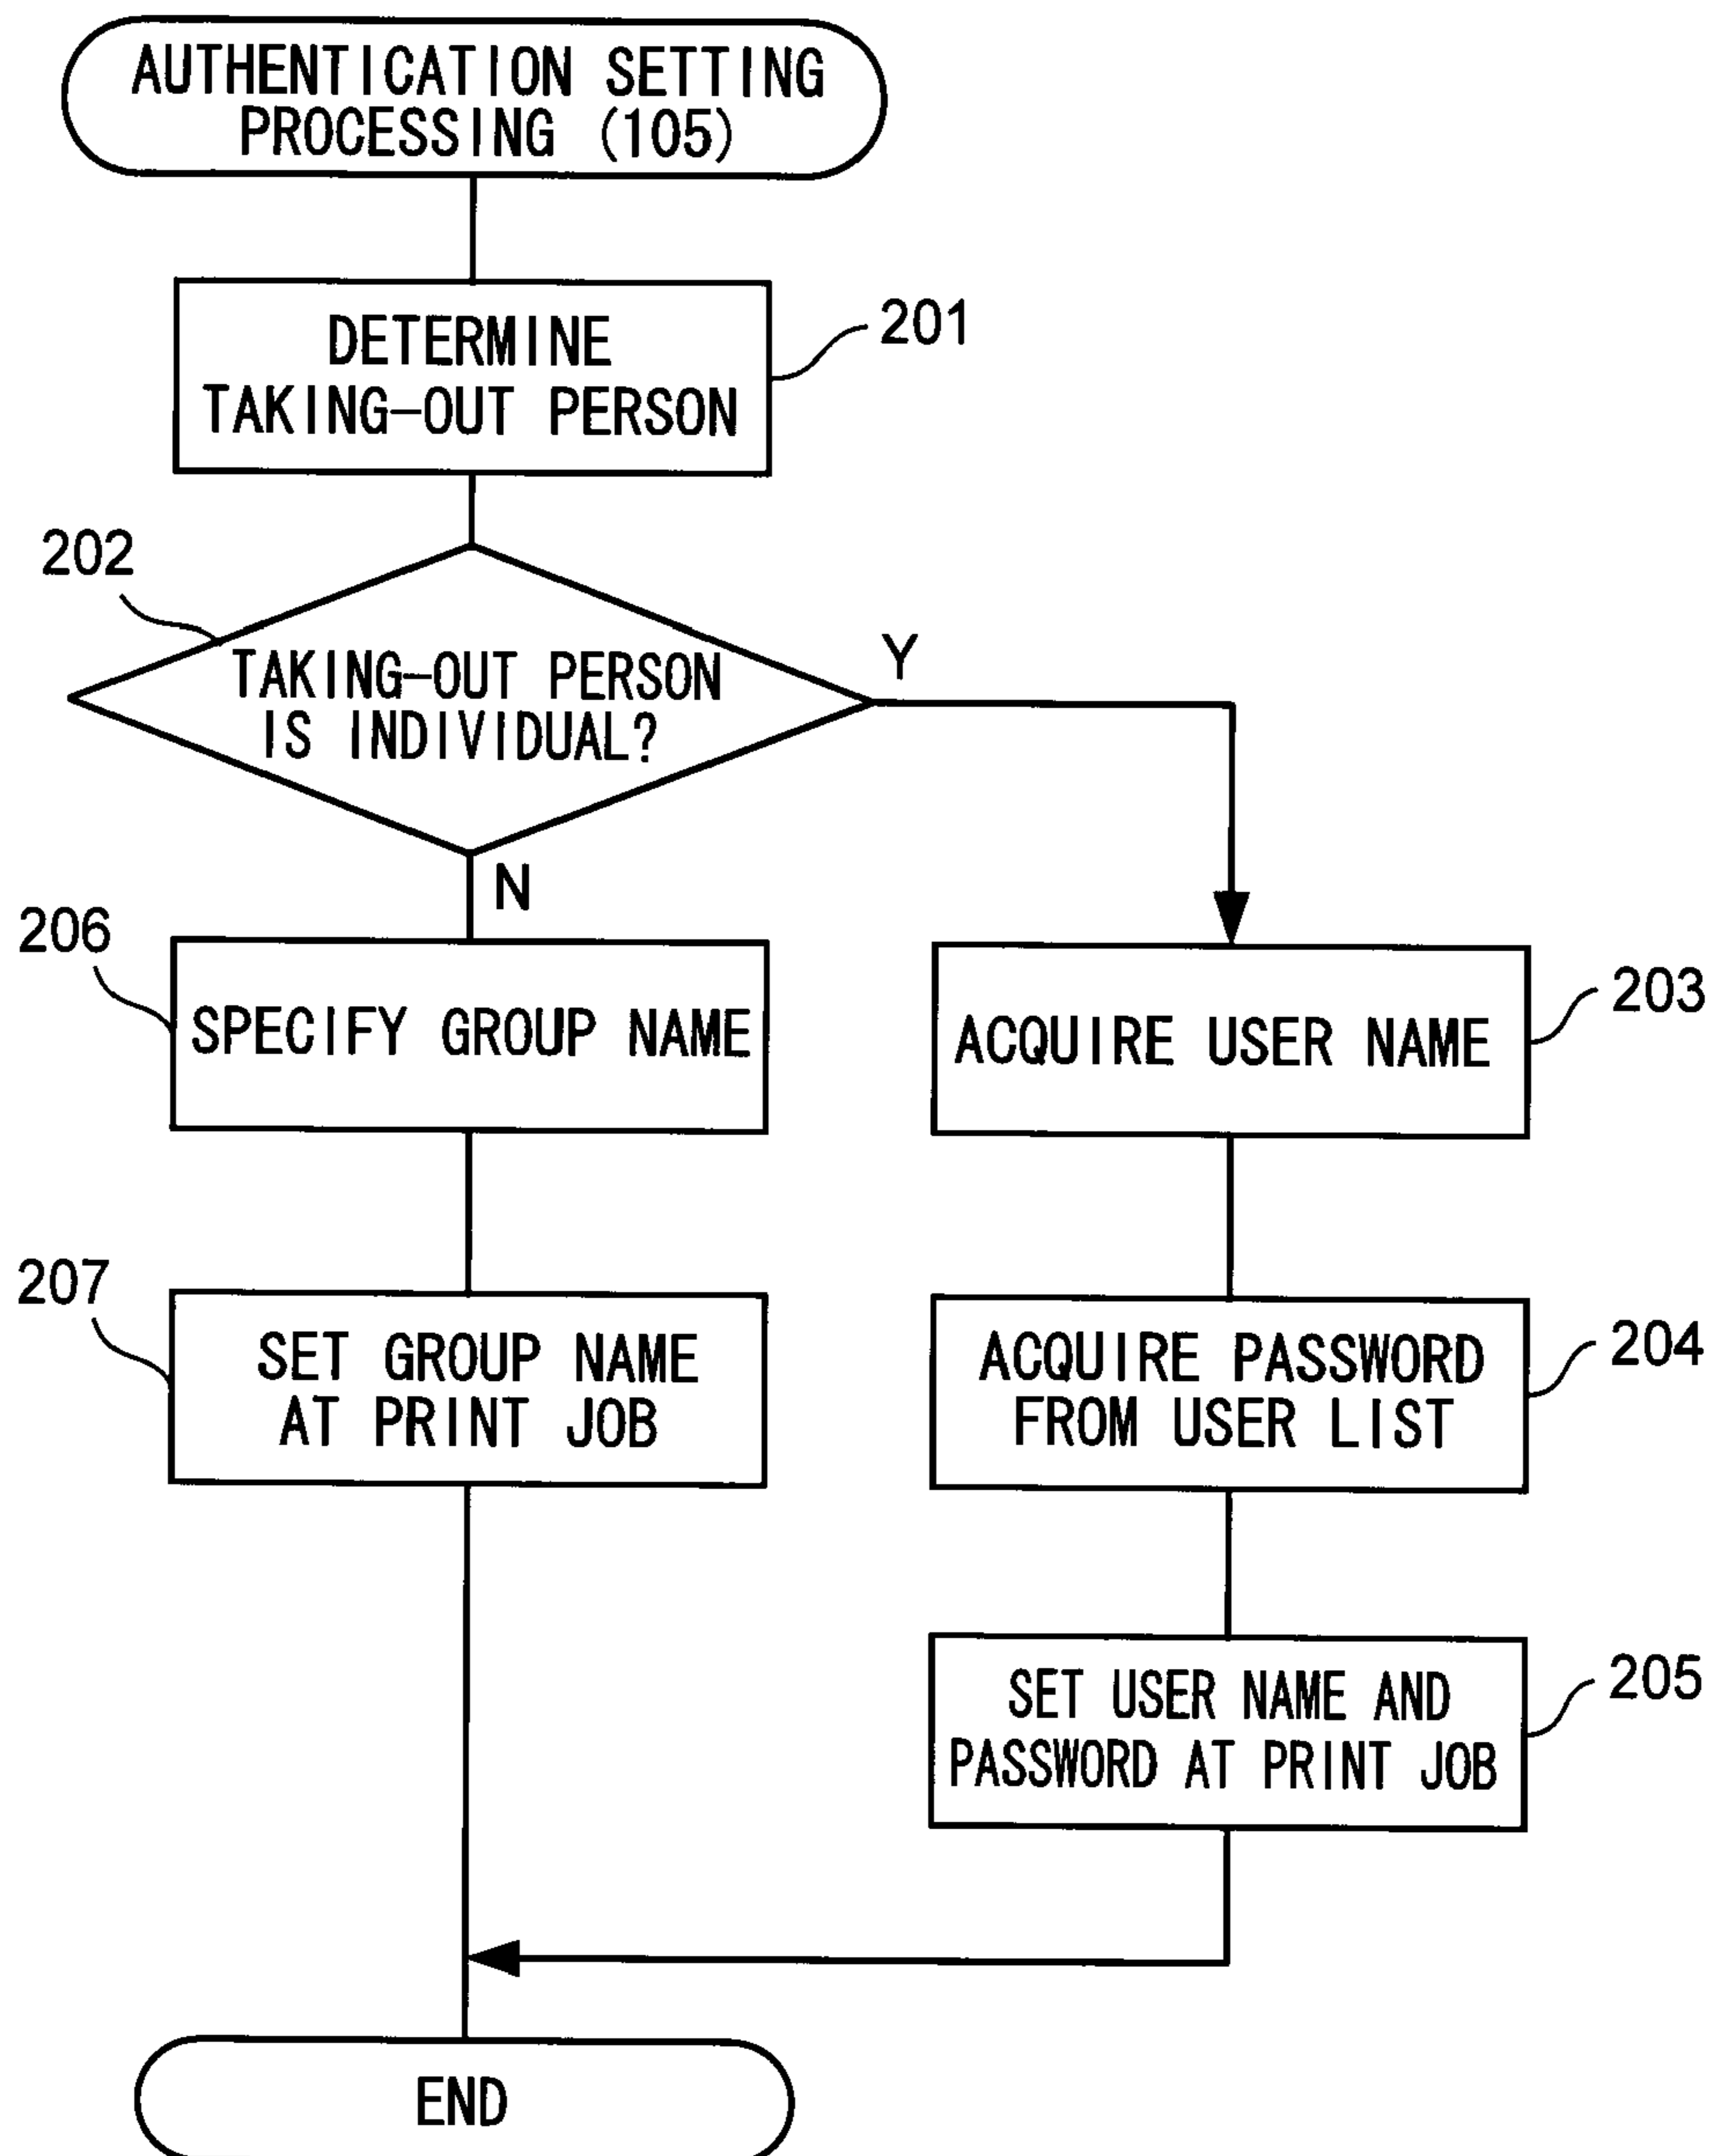 AUTHENTICATION SETTING
PROCESSING (105)
DETERMINE
TAKING-OUT PERSON
201
202
TAKING-OUT PERSON
IS INDIVIDUAL?
Y
N
206
SPECIFY GROUP NAME
ACQUIRE USER NAME
203
207
SET GROUP NAME
AT PRINT JOB
ACQUIRE PASSWORD
FROM USER LIST
204
SET USER NAME AND
PASSWORD AT PRINT JOB
205
END